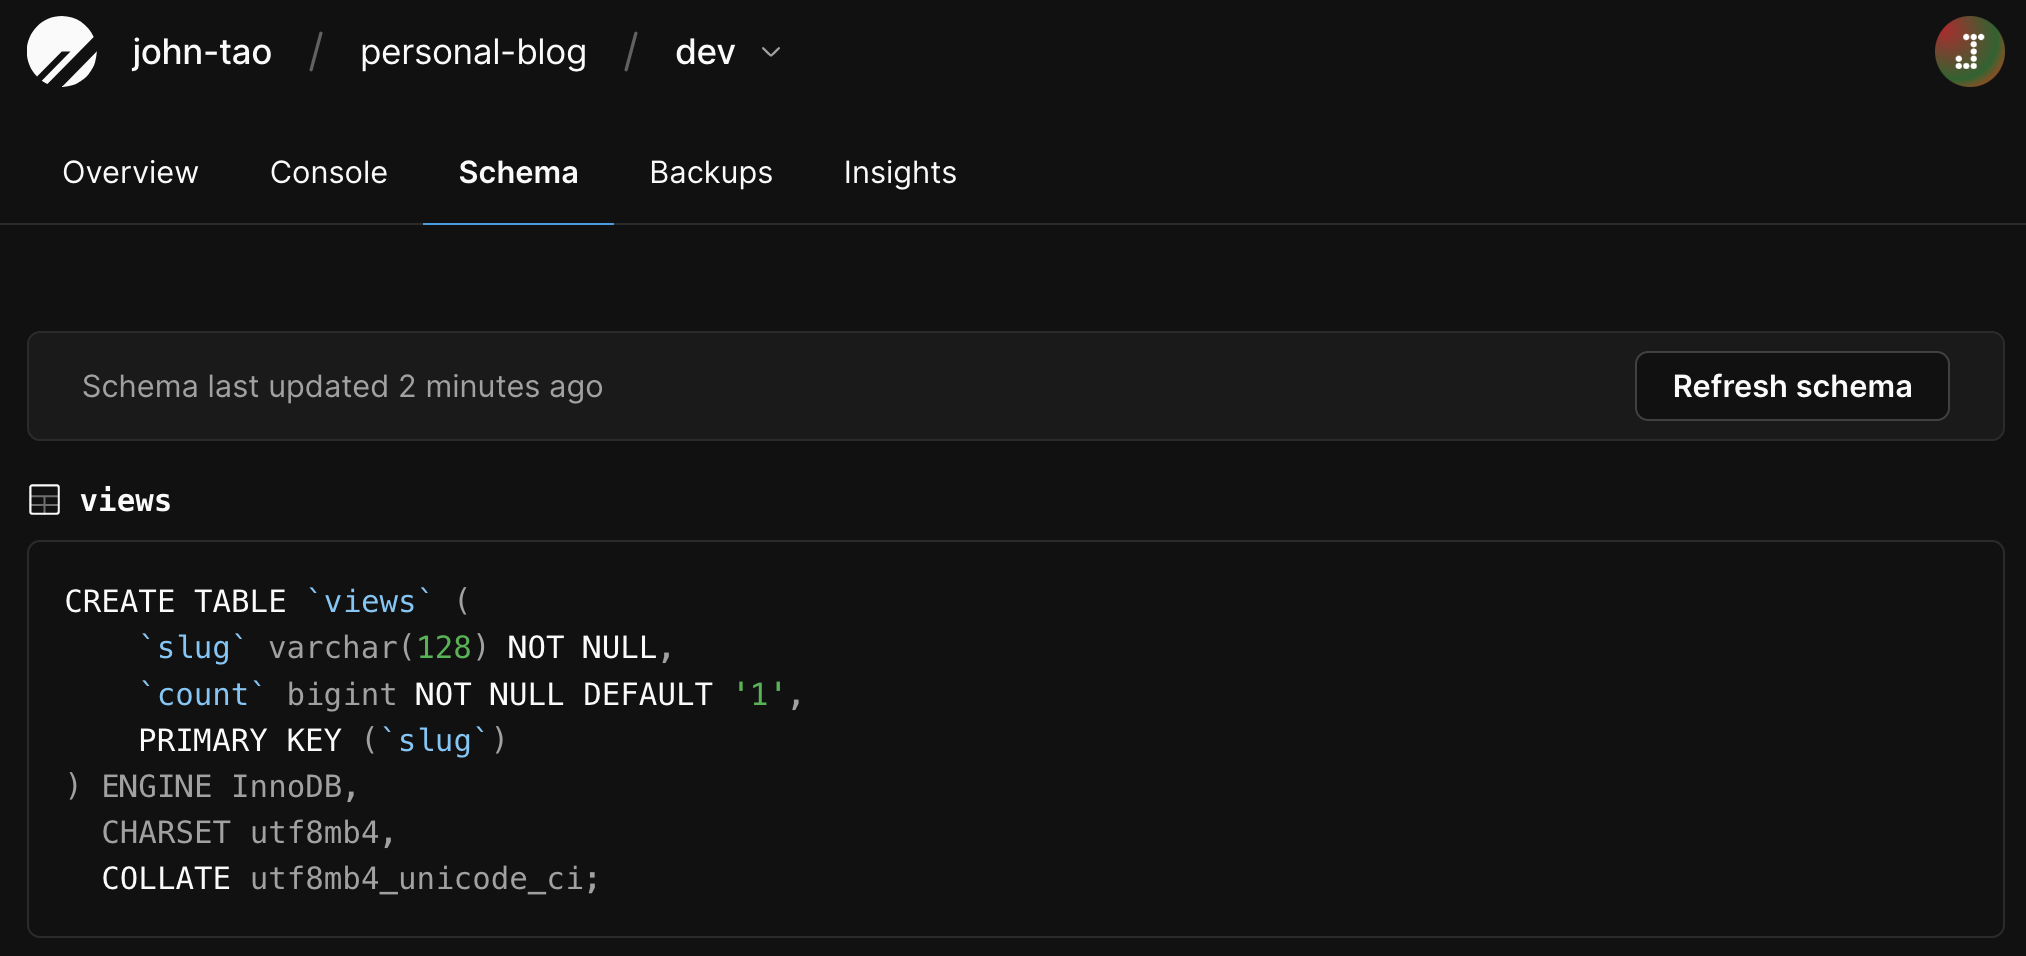 john-tao / personal-blog / dev
J
Overview Console Schema Backups Insights
Schema last updated 2 minutes ago
Refresh schema
views
CREATE TABLE `views` (
    `slug` varchar(128) NOT NULL,
    `count` bigint NOT NULL DEFAULT '1',
    PRIMARY KEY (`slug`)
) ENGINE InnoDB,
  CHARSET utf8mb4,
  COLLATE utf8mb4_unicode_ci;